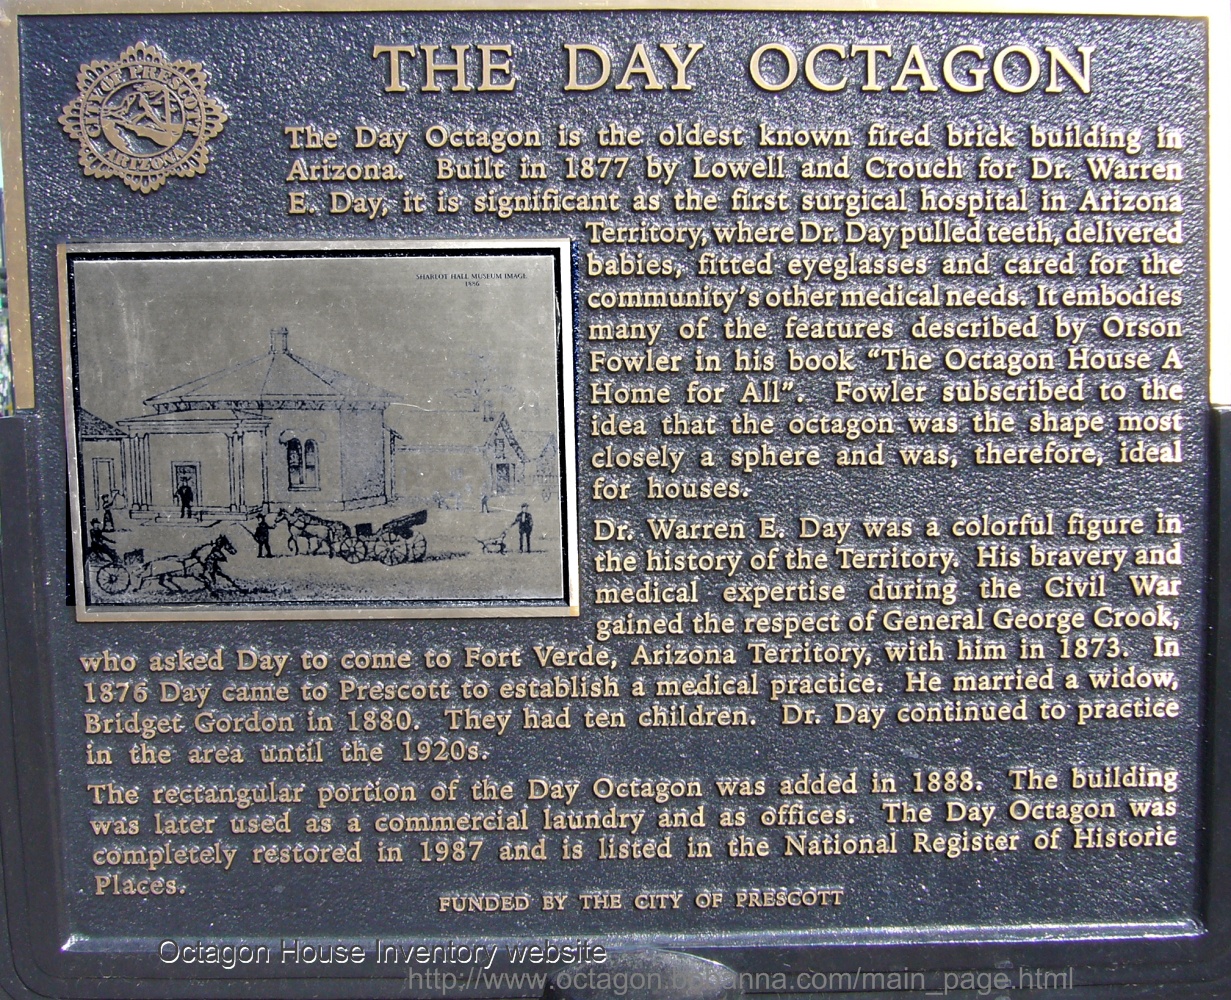 THE DAY OCTAGON
CITY OF PRESCOTT
ARIZONA
The Day Octagon is the oldest known fired brick building in
Arizona. Built in 1877 by Lowell and Crouch for Dr. Warren
E. Day, it is significant as the first surgical hospital in Arizona
Territory, where Dr. Day pulled teeth, delivered
babies, fitted eyeglasses and cared for the
community's other medical needs. It embodies
many of the features described by Orson
Fowler in his book “The Octagon House A
Home for All”. Fowler subscribed to the
idea that the octagon was the shape most
closely a sphere and was, therefore, ideal
for houses.
SHARLOT HALL MUSEUM IMAGE
1886
Dr. Warren E. Day was a colorful figure in
the history of the Territory. His bravery and
medical expertise during the Civil War
gained the respect of General George Crook,
who asked Day to come to Fort Verde, Arizona Territory, with him in 1873. In
1876 Day came to Prescott to establish a medical practice. He married a widow,
Bridget Gordon in 1880. They had ten children. Dr. Day continued to practice
in the area until the 1920s.
The rectangular portion of the Day Octagon was added in 1888. The building
was later used as a commercial laundry and as offices. The Day Octagon was
completely restored in 1987 and is listed in the National Register of Historic
Places.
FUNDED BY THE CITY OF PRESCOTT
Octagon House Inventory website